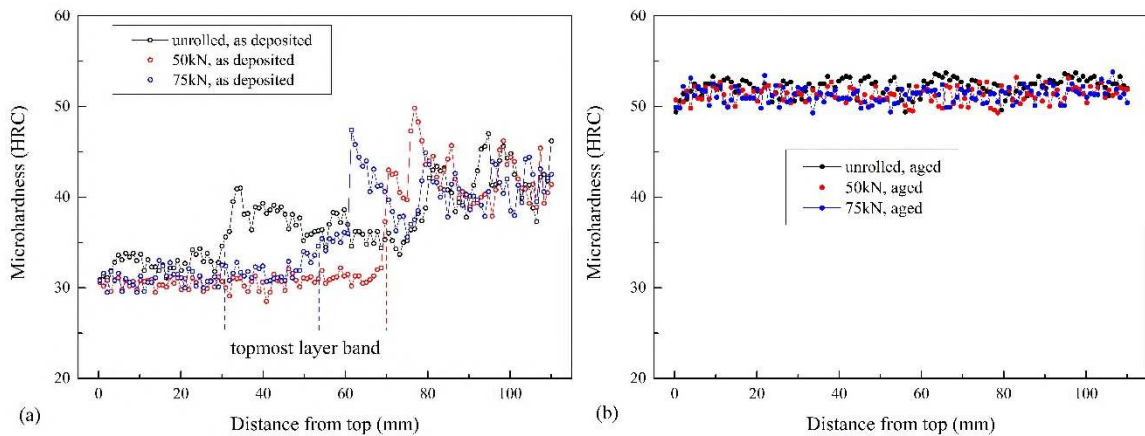 60
50
40
30
20
Microhardness (HRC)
unrolled, as deposited
50kN, as deposited
75kN, as deposited
topmost layer band
0
20
40
60
80
100
Distance from top (mm)
(a)
60
50
40
30
20
Microhardness (HRC)
unrolled, aged
50kN, aged
75kN, aged
0
20
40
60
80
100
Distance from top (mm)
(b)